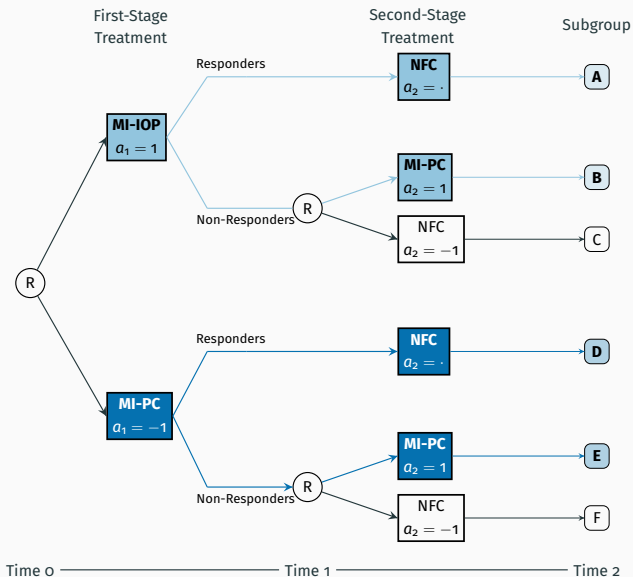 First-Stage
Treatment
Second-Stage
Treatment
Subgroup
Responders
NFC
a₂ = ·
A
MI-IOP
a₁ = 1
MI-PC
a₂ = 1
B
Non-Responders
R
NFC
a₂ = −1
C
R
Responders
NFC
a₂ = ·
D
MI-PC
a₁ = −1
MI-PC
a₂ = 1
E
Non-Responders
R
NFC
a₂ = −1
F
Time 0
Time 1
Time 2